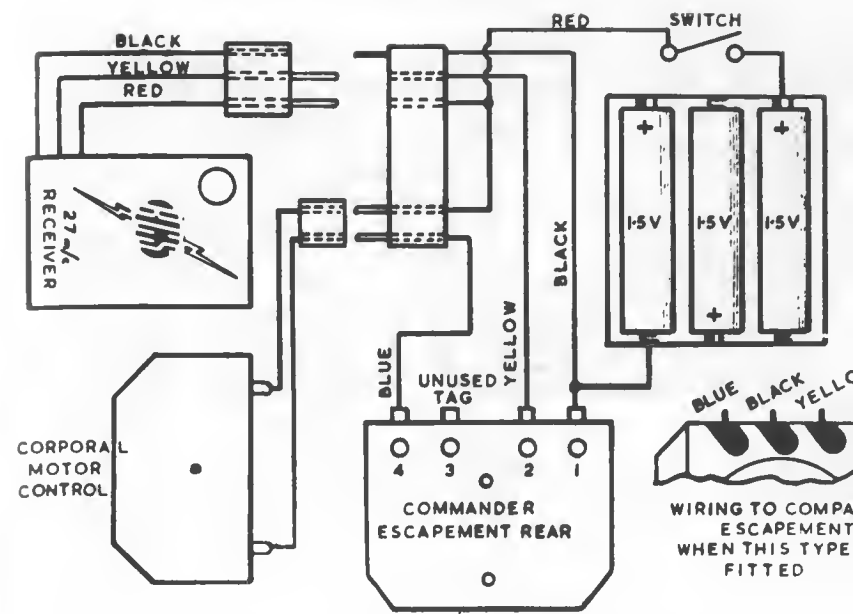 BLACK
YELLOW
RED
RED
SWITCH
RECEIVER
27 m/c
+
+
+
1·5V
1·5V
1·5V
BLACK
YELLOW
BLUE
UNUSED
TAG
4 3 2 1
COMMANDER
ESCAPEMENT REAR
CORPORAL
MOTOR
CONTROL
BLUE
BLACK
YELLO
WIRING TO COMPA
ESCAPEMENT
WHEN THIS TYPE
FITTED